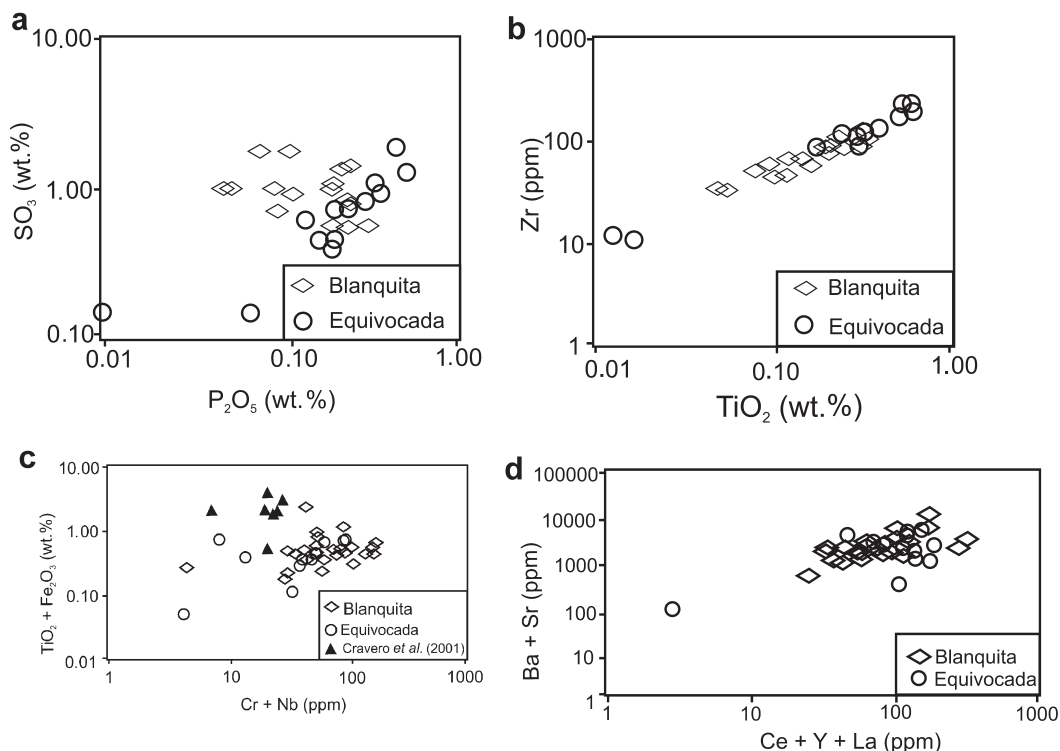 a
10.00
1.00
0.10
SO₃ (wt.%)
0.01
0.10
1.00
P₂O₅ (wt.%)
Blanquita
Equivocada
b
1000
100
10
1
Zr (ppm)
0.01
0.10
1.00
TiO₂ (wt.%)
Blanquita
Equivocada
c
10.00
1.00
0.10
0.01
TiO₂ + Fe₂O₃ (wt.%)
1
10
100
1000
Cr + Nb (ppm)
Blanquita
Equivocada
Cravero et al. (2001)
d
100000
10000
1000
100
10
1
Ba + Sr (ppm)
1
10
100
1000
Ce + Y + La (ppm)
Blanquita
Equivocada